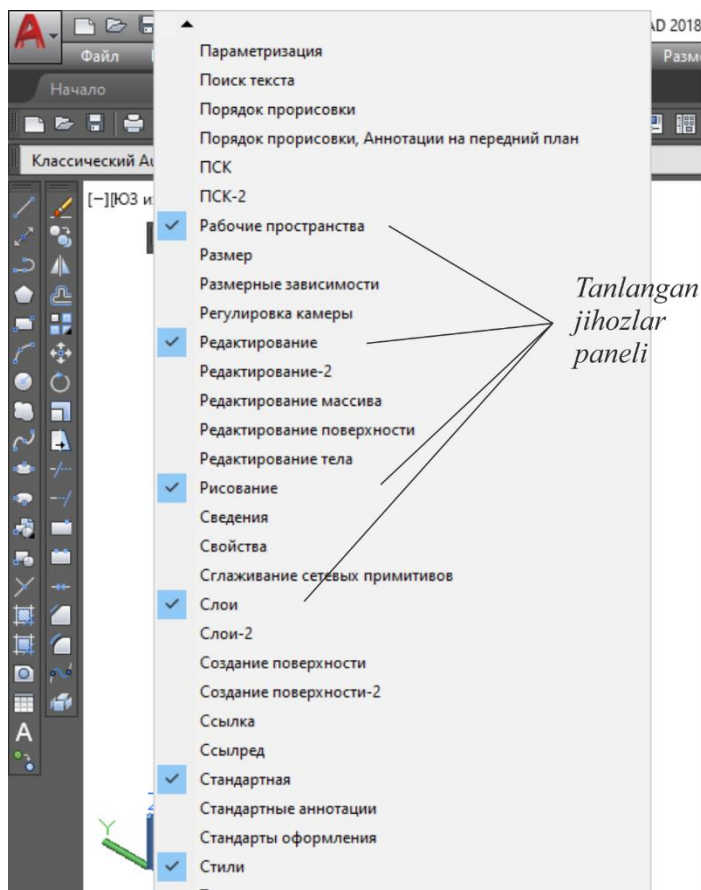 AD 2018
Файл
Разме
Начало
Параметризация
Поиск текста
Порядок прорисовки
Порядок прорисовки, Аннотации на передний план
Классический Au
ПСК
[−][ЮЗ из
ПСК-2
Рабочие пространства
Размер
Размерные зависимости
Tanlangan
jihozlar
paneli
Регулировка камеры
Редактирование
Редактирование-2
Редактирование массива
Редактирование поверхности
Редактирование тела
Рисование
Сведения
Свойства
Сглаживание сетевых примитивов
Слои
Слои-2
Создание поверхности
Создание поверхности-2
Ссылка
Ссылред
Стандартная
Стандартные аннотации
Стандарты оформления
Стили
A
Y
Z